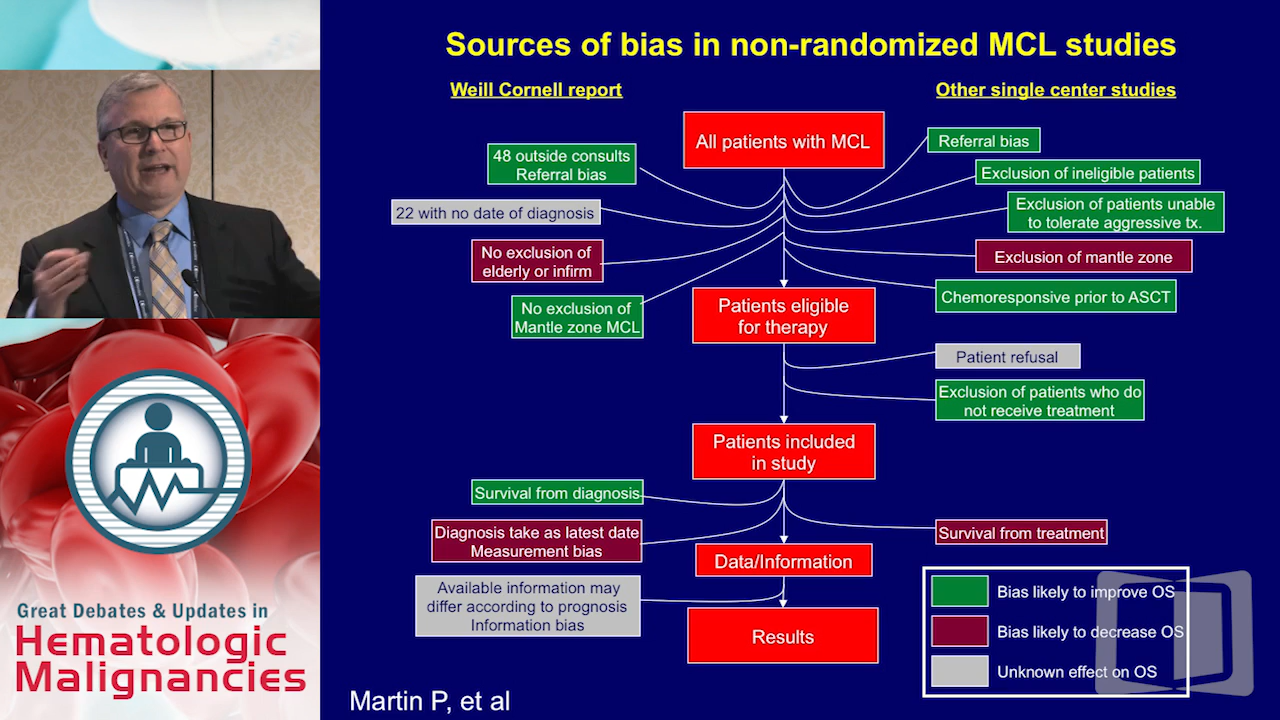 Sources of bias in non-randomized MCL studies
Weill Cornell report
Other single center studies
All patients with MCL
48 outside consults
Referral bias
22 with no date of diagnosis
No exclusion of
elderly or infirm
No exclusion of
Mantle zone MCL
Referral bias
Exclusion of ineligible patients
Exclusion of patients unable
to tolerate aggressive tx.
Exclusion of mantle zone
Chemoresponsive prior to ASCT
Patients eligible
for therapy
Patient refusal
Exclusion of patients who do
not receive treatment
Patients included
in study
Survival from diagnosis
Diagnosis take as latest date
Measurement bias
Available information may
differ according to prognosis
Information bias
Survival from treatment
Data/Information
Results
Bias likely to improve OS
Bias likely to decrease OS
Unknown effect on OS
Martin P, et al
Great Debates & Updates in
Hematologic
Malignancies